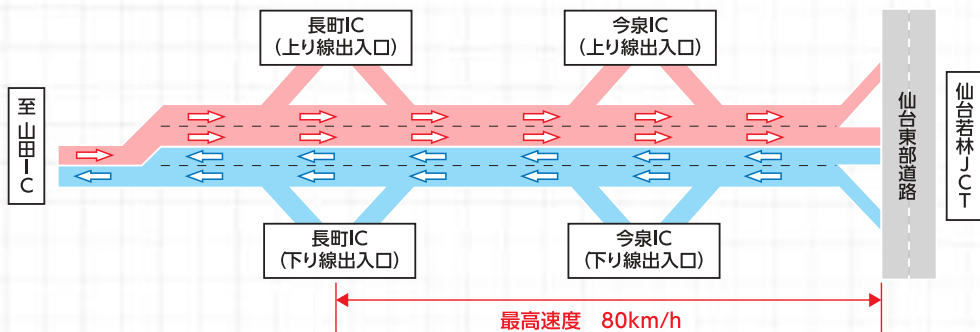 長町IC
(上り線出入口)
今泉IC
(上り線出入口)
至 山田IC
仙台東部道路
仙台若林JCT
長町IC
(下り線出入口)
今泉IC
(下り線出入口)
最高速度 80km/h